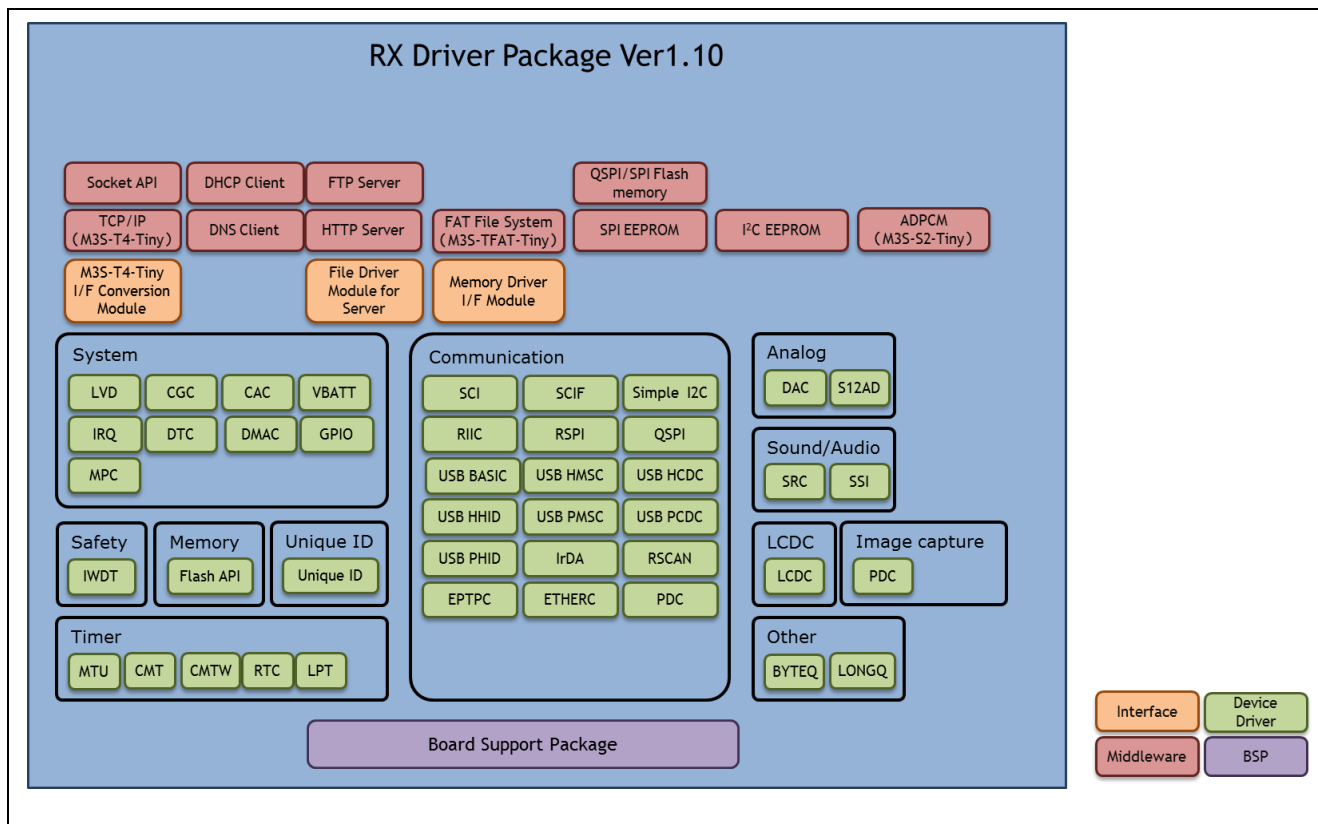 RX Driver Package Ver1.10
Socket API
DHCP Client
FTP Server
QSPI/SPI Flash
memory
TCP/IP
(M3S-T4-Tiny)
DNS Client
HTTP Server
FAT File System
(M3S-TFAT-Tiny)
SPI EEPROM
I²C EEPROM
ADPCM
(M3S-S2-Tiny)
M3S-T4-Tiny
I/F Conversion
Module
File Driver
Module for
Server
Memory Driver
I/F Module
System
LVD
CGC
CAC
VBATT
IRQ
DTC
DMAC
GPIO
MPC
Communication
SCI
SCIF
Simple I2C
RIIC
RSPI
QSPI
USB BASIC
USB HMSC
USB HCDC
USB HHID
USB PMSC
USB PCDC
USB PHID
IrDA
RSCAN
EPTPC
ETHERC
PDC
Analog
DAC
S12AD
Sound/Audio
SRC
SSI
Safety
IWDT
Memory
Flash API
Unique ID
Unique ID
LCDC
LCDC
Image capture
PDC
Timer
MTU
CMT
CMTW
RTC
LPT
Other
BYTEQ
LONGQ
Board Support Package
Interface
Device
Driver
Middleware
BSP